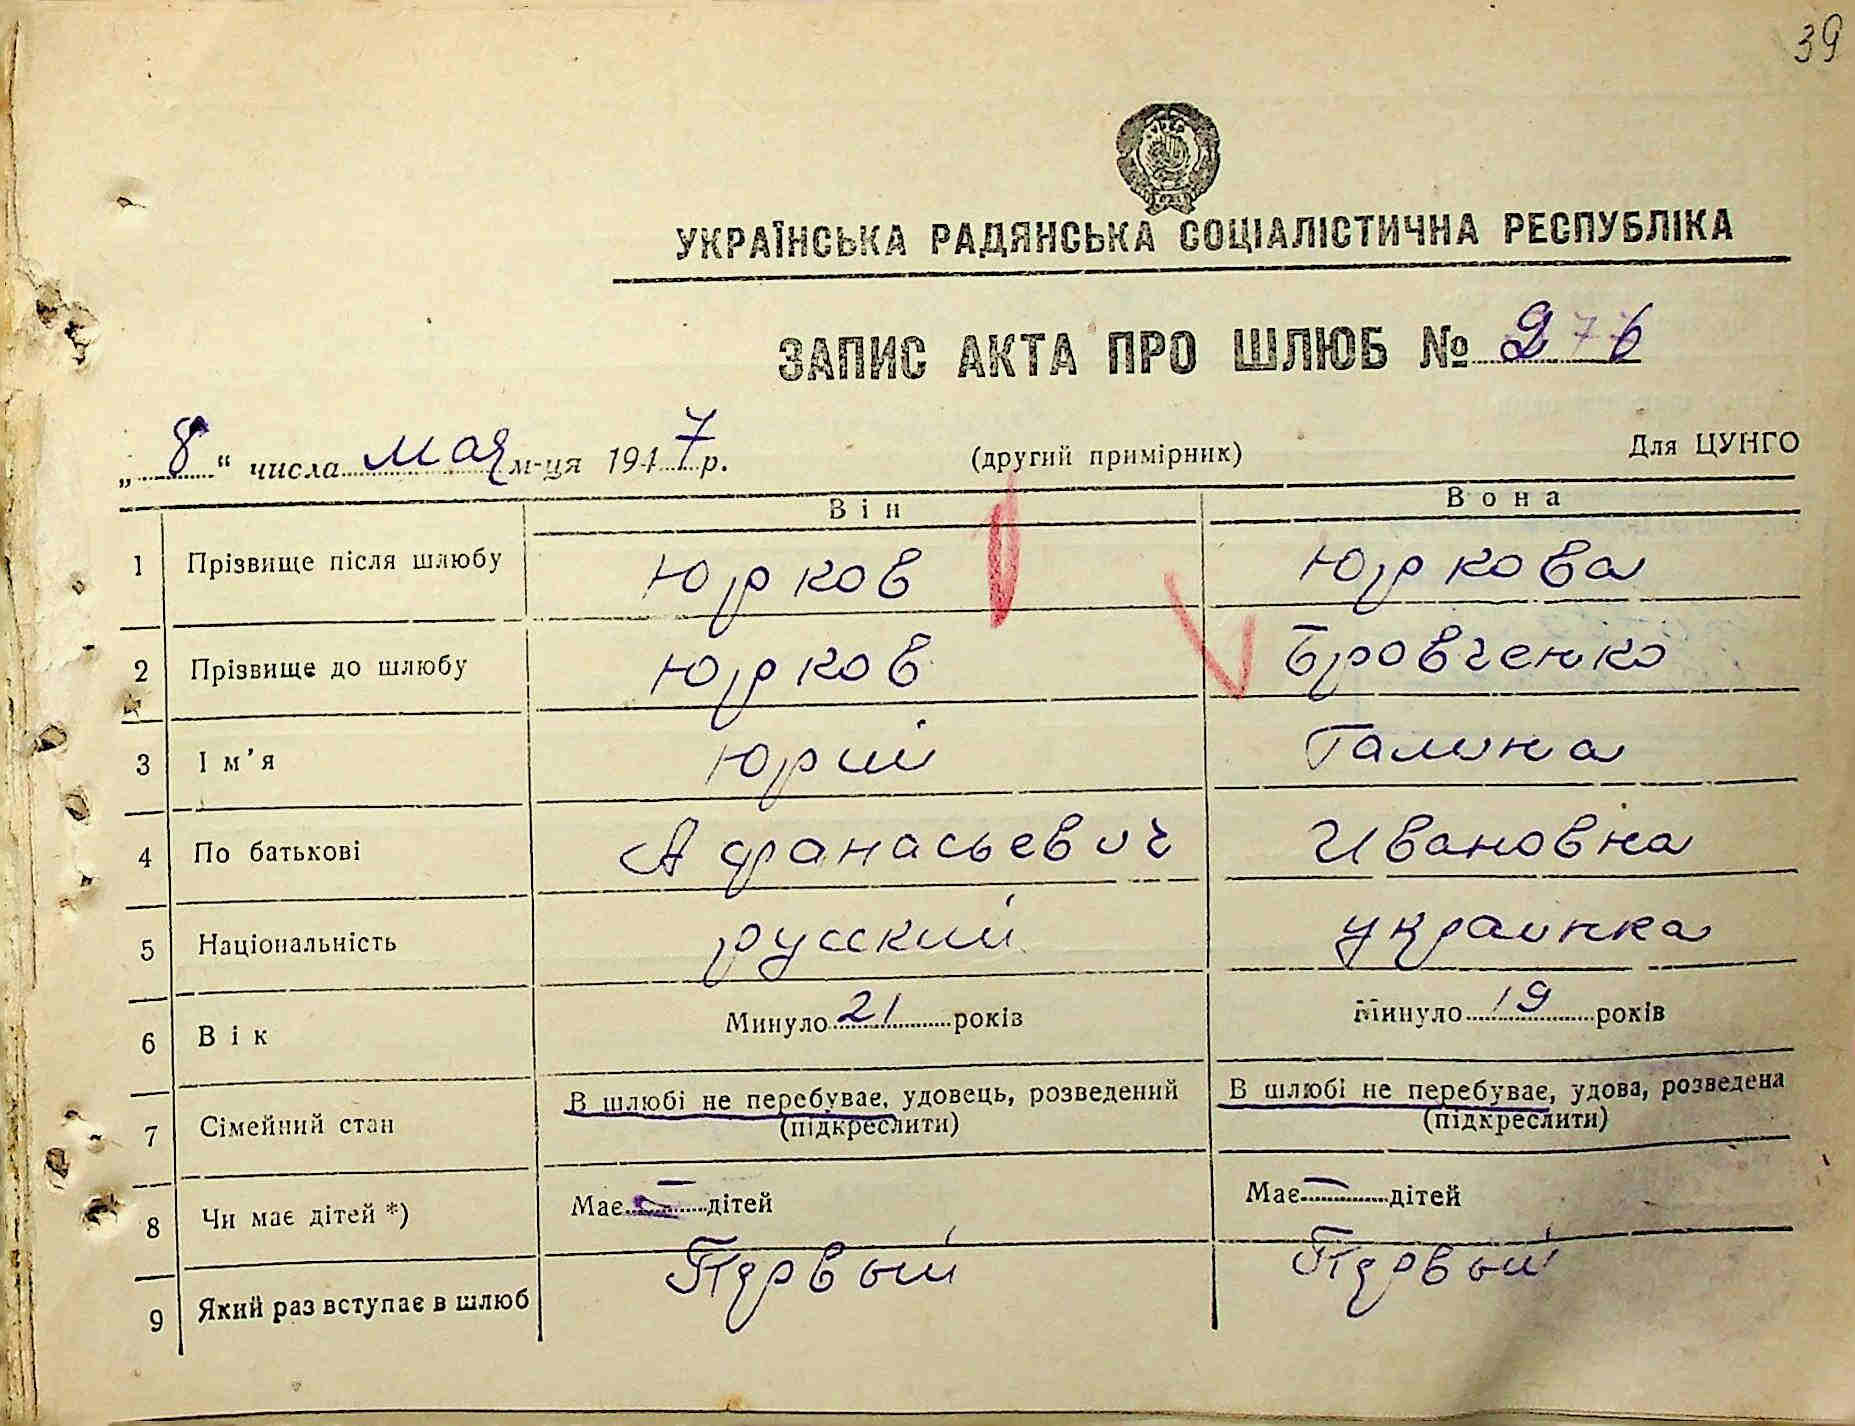 39
УКРАЇНСЬКА РАДЯНСЬКА СОЦІАЛІСТИЧНА РЕСПУБЛІКА
ЗАПИС АКТА ПРО ШЛЮБ № 276
„8“ числа мая м-ця 1947 р. (другий примірник) Для ЦУНГО
Він Вона
1 Прізвище після шлюбу Юрков Юркова
2 Прізвище до шлюбу Юрков Бровченко
3 Ім'я Юрий Галина
4 По батькові Афанасьевич Ивановна
5 Національність русский украинка
6 Вік Минуло 21 років Минуло 19 років
7 Сімейний стан В шлюбі не перебуває, удовець, розведений (підкреслити) В шлюбі не перебуває, удова, розведена (підкреслити)
8 Чи має дітей *) Має — дітей Має — дітей
9 Який раз вступає в шлюб Первый Первый